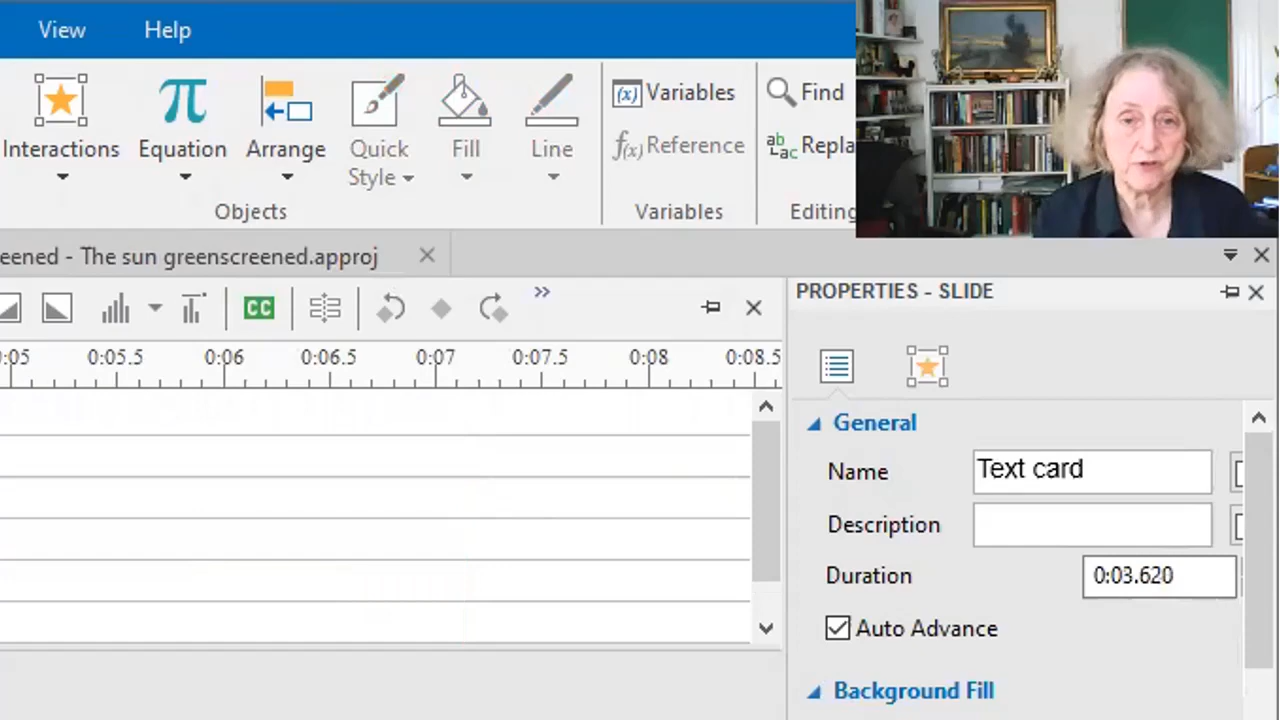 View Help
Interactions Equation Arrange Quick Style Fill Line
Objects
(x) Variables
f(x) Reference
Variables
Find
ab ac Repla
Editing
eened - The sun greenscreened.approj
CC
0:05 0:05.5 0:06 0:06.5 0:07 0:07.5 0:08 0:08.5
PROPERTIES - SLIDE
General
Name Text card
Description
Duration 0:03.620
Auto Advance
Background Fill